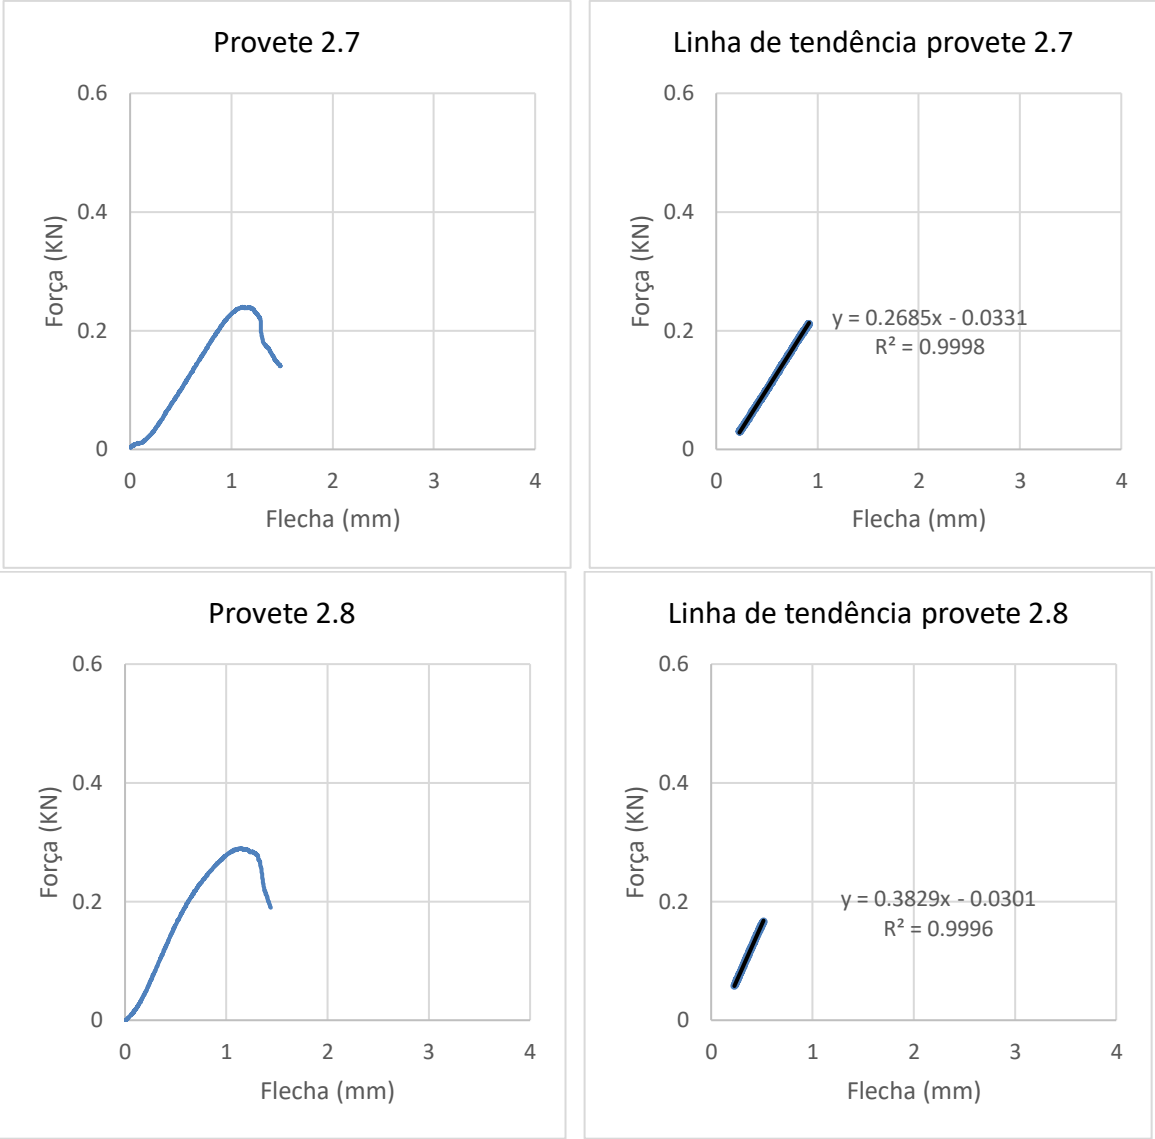 Provete 2.7
0.6
0.4
0.2
0
Força (KN)
0
1
2
3
4
Flecha (mm)
Linha de tendência provete 2.7
0.6
0.4
0.2
0
Força (KN)
y = 0.2685x - 0.0331
R² = 0.9998
0
1
2
3
4
Flecha (mm)
Provete 2.8
0.6
0.4
0.2
0
Força (KN)
0
1
2
3
4
Flecha (mm)
Linha de tendência provete 2.8
0.6
0.4
0.2
0
Força (KN)
y = 0.3829x - 0.0301
R² = 0.9996
0
1
2
3
4
Flecha (mm)